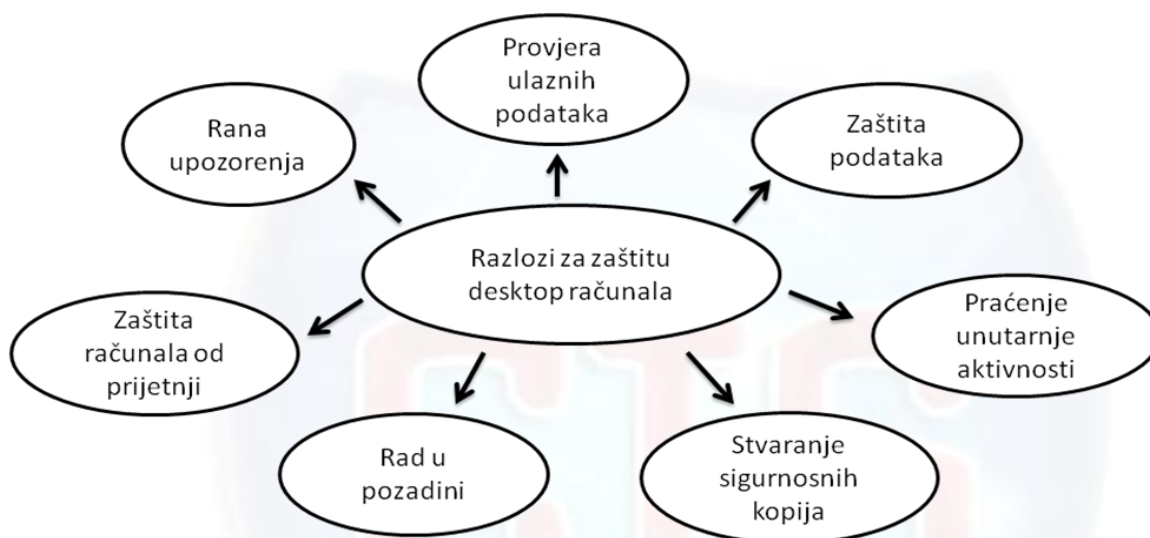 Provjera
ulaznih
podataka
Rana
upozorenja
Zaštita
podataka
Razlozi za zaštitu
desktop računala
Zaštita
računala od
prijetnji
Praćenje
unutarnje
aktivnosti
Rad u
pozadini
Stvaranje
sigurnosnih
kopija